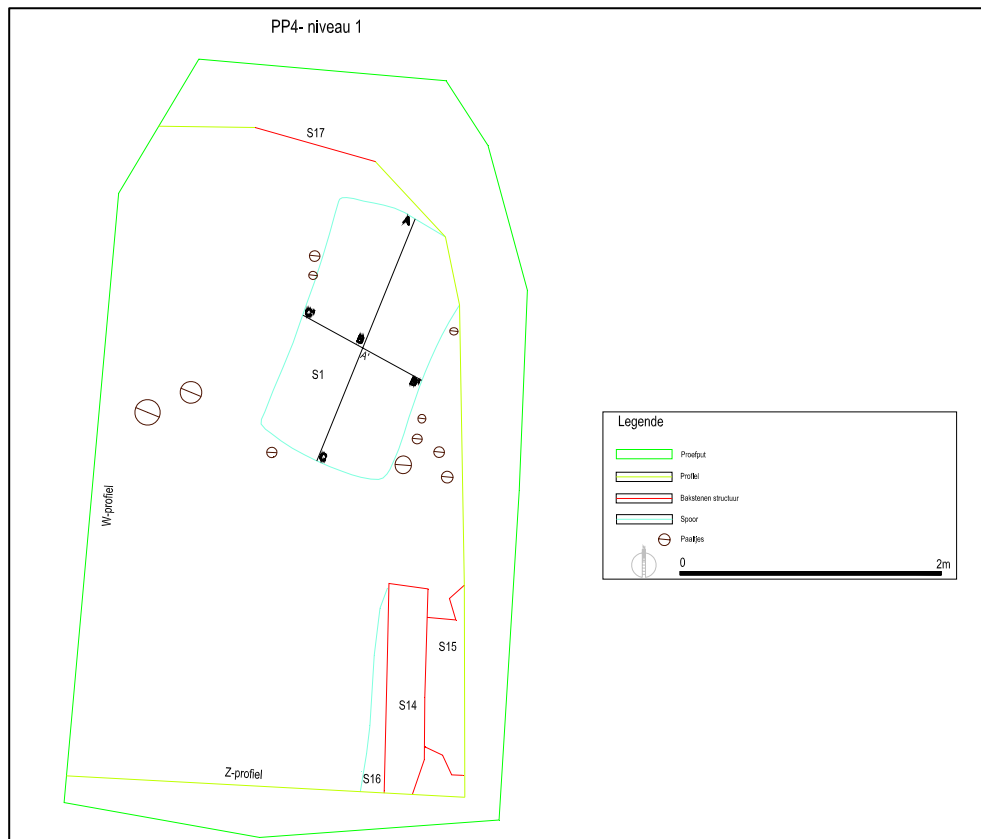 PP4- niveau 1
S17
A
C
B
A'
D
S1
C
W-profiel
S15
S14
Z-profiel
S16
Legende
Proefput
Profiel
Bakstenen structuur
Spoor
Paaltjes
0 2m